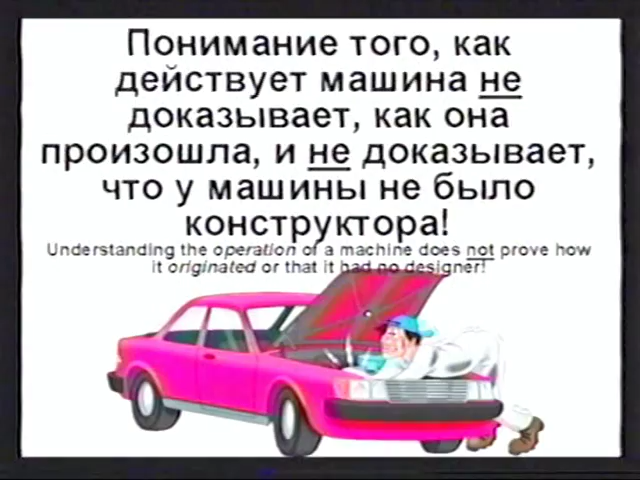 Понимание того, как
действует машина не
доказывает, как она
произошла, и не доказывает,
что у машины не было
конструктора!
Understanding the operation of a machine does not prove how
it originated or that it had no designer!